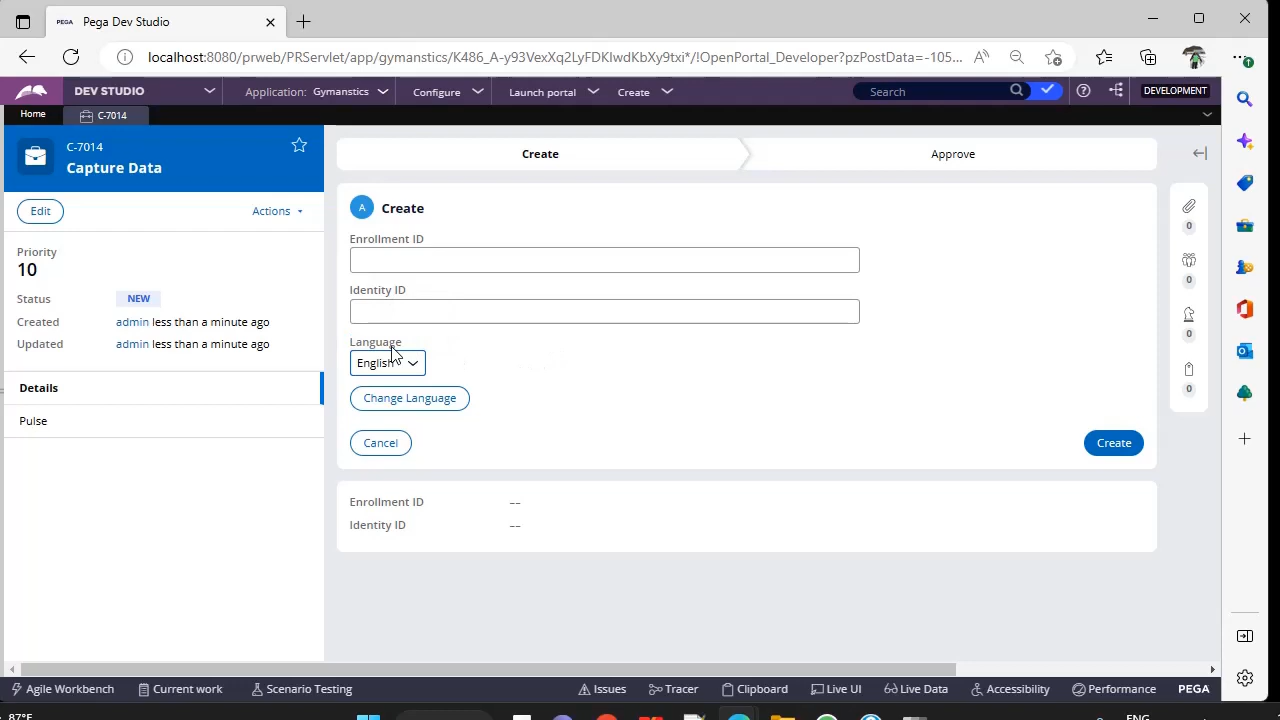 PEGA Pega Dev Studio
localhost:8080/prweb/PRServlet/app/gymanstics/K486_A-y93VexXq2LyFDKIwdKbXy9txi*/!OpenPortal_Developer?pzPostData=-105...
DEV STUDIO Application: Gymanstics Configure Launch portal Create Search DEVELOPMENT
Home C-7014
C-7014
Capture Data
Edit Actions
Priority
10
Status NEW
Created admin less than a minute ago
Updated admin less than a minute ago
Details
Pulse
Create Approve
A Create
Enrollment ID
Identity ID
Language
English
Change Language
Cancel Create
Enrollment ID --
Identity ID --
0
0
0
0
Agile Workbench Current work Scenario Testing Issues Tracer Clipboard Live UI Live Data Accessibility Performance PEGA
87°F ENG